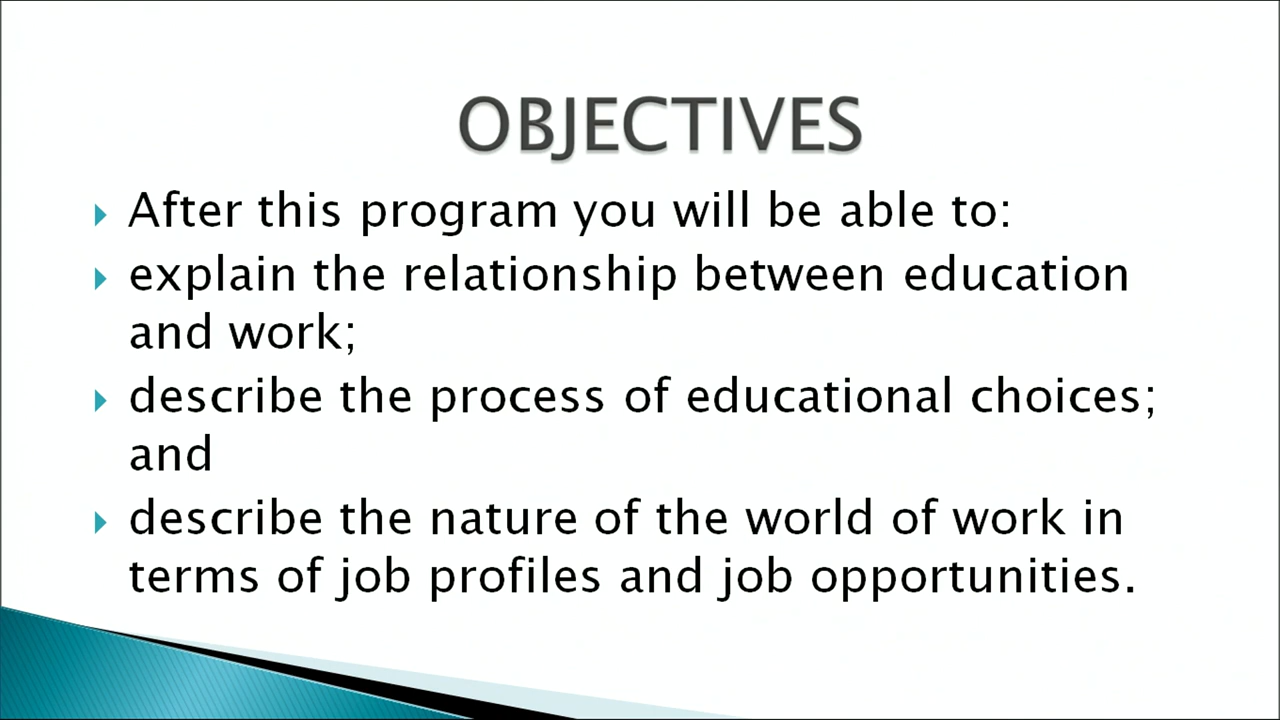 OBJECTIVES
After this program you will be able to:
explain the relationship between education
and work;
describe the process of educational choices;
and
describe the nature of the world of work in
terms of job profiles and job opportunities.